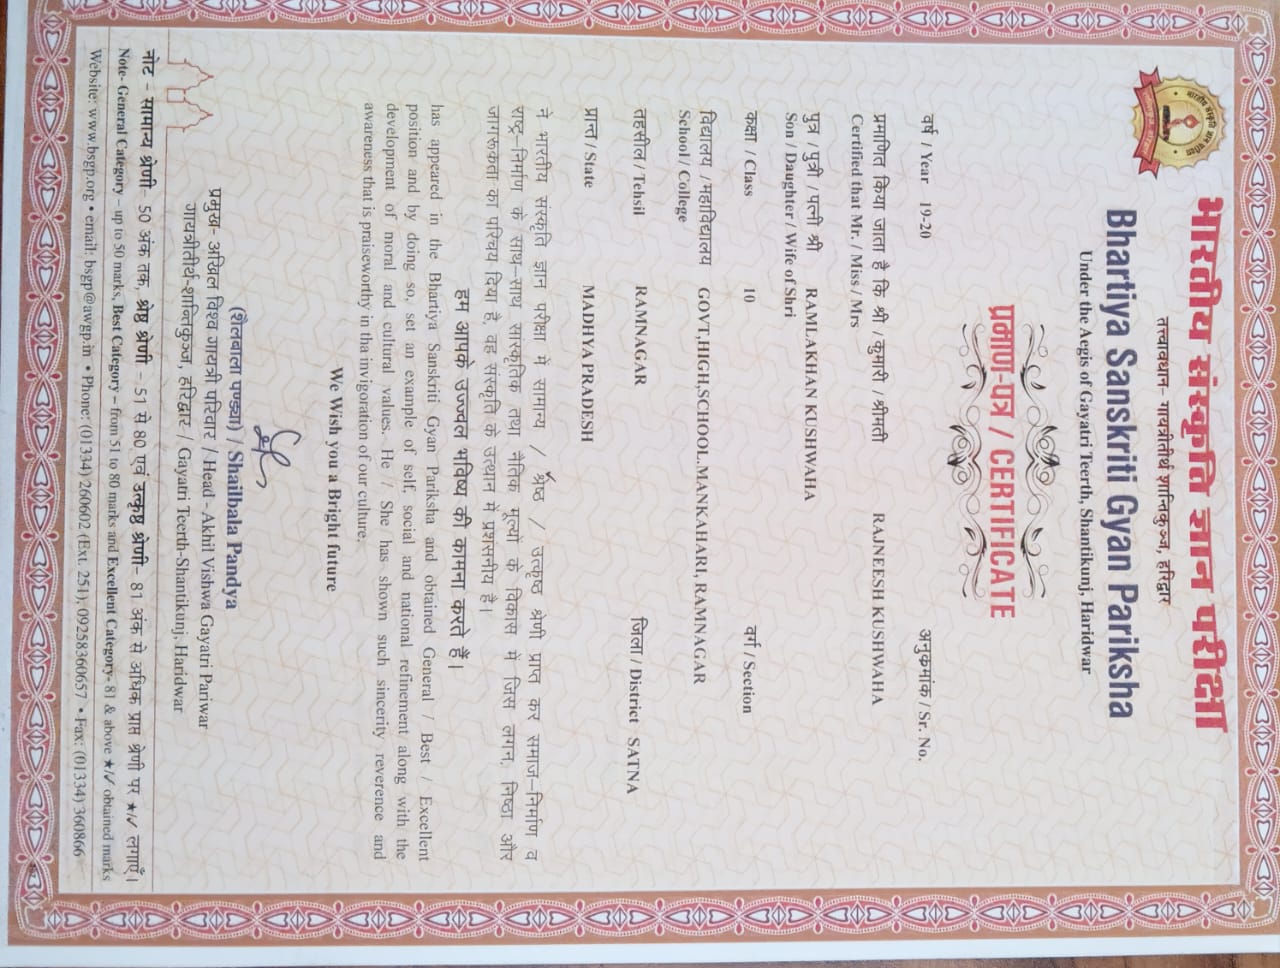 भारतीय संस्कृति ज्ञान परीक्षा
शान्तिकुञ्ज, हरिद्वार
भारतीय संस्कृति ज्ञान परीक्षा
तत्त्वावधान- गायत्रीतीर्थ शान्तिकुञ्ज, हरिद्वार
Bhartiya Sanskriti Gyan Pariksha
Under the Aegis of Gayatri Teerth, Shantikunj, Haridwar
प्रमाण-पत्र / CERTIFICATE
वर्ष / Year 19-20 अनुक्रमांक / Sr. No.
प्रमाणित किया जाता है कि श्री / कुमारी / श्रीमती RAJNEESH KUSHWAHA
Certified that Mr. / Miss / Mrs
पुत्र / पुत्री / पत्नी श्री RAMLAKHAN KUSHWAHA
Son / Daughter / Wife of Shri
कक्षा / Class 10 वर्ग / Section
विद्यालय / महाविद्यालय GOVT,HIGH,SCHOOL.MANKAHARI, RAMNAGAR
School / College
तहसील / Tehsil RAMNAGAR जिला / District SATNA
प्रान्त / State MADHYA PRADESH
ने भारतीय संस्कृति ज्ञान परीक्षा में सामान्य / श्रेष्ठ / उत्कृष्ठ श्रेणी प्राप्त कर समाज–निर्माण व
राष्ट्र–निर्माण के साथ–साथ सांस्कृतिक तथा नैतिक मूल्यों के विकास में जिस लगन, निष्ठा और
जागरूकता का परिचय दिया है, वह संस्कृति के उत्थान में प्रशंसनीय है।
हम आपके उज्ज्वल भविष्य की कामना करते हैं।
has appeared in the Bhartiya Sanskriti Gyan Pariksha and obtained General / Best / Excellent
position and by doing so, set an example of self, social and national refinement along with the
development of moral and cultural values. He / She has shown such sincerity reverence and
awareness that is praiseworthy in tha invigoration of our culture.
We Wish you a Bright future
(शैलबाला पण्ड्या) / Shailbala Pandya
प्रमुख- अखिल विश्व गायत्री परिवार / Head - Akhil Vishwa Gayatri Pariwar
गायत्रीतीर्थ-शान्तिकुञ्ज, हरिद्वार / Gayatri Teerth-Shantikunj, Haridwar
नोट - सामान्य श्रेणी- 50 अंक तक, श्रेष्ठ श्रेणी - 51 से 80 एवं उत्कृष्ठ श्रेणी- 81 अंक से अधिक प्राप्त श्रेणी पर ★/✓ लगाएँ।
Note- General Category – up to 50 marks, Best Category – from 51 to 80 marks and Excellent Category- 81 & above ★/✓ obtained marks
Website: www.bsgp.org • email: bsgp@awgp.in • Phone: (01334) 260602 (Ext. 251), 09258360657 • Fax: (01334) 360866